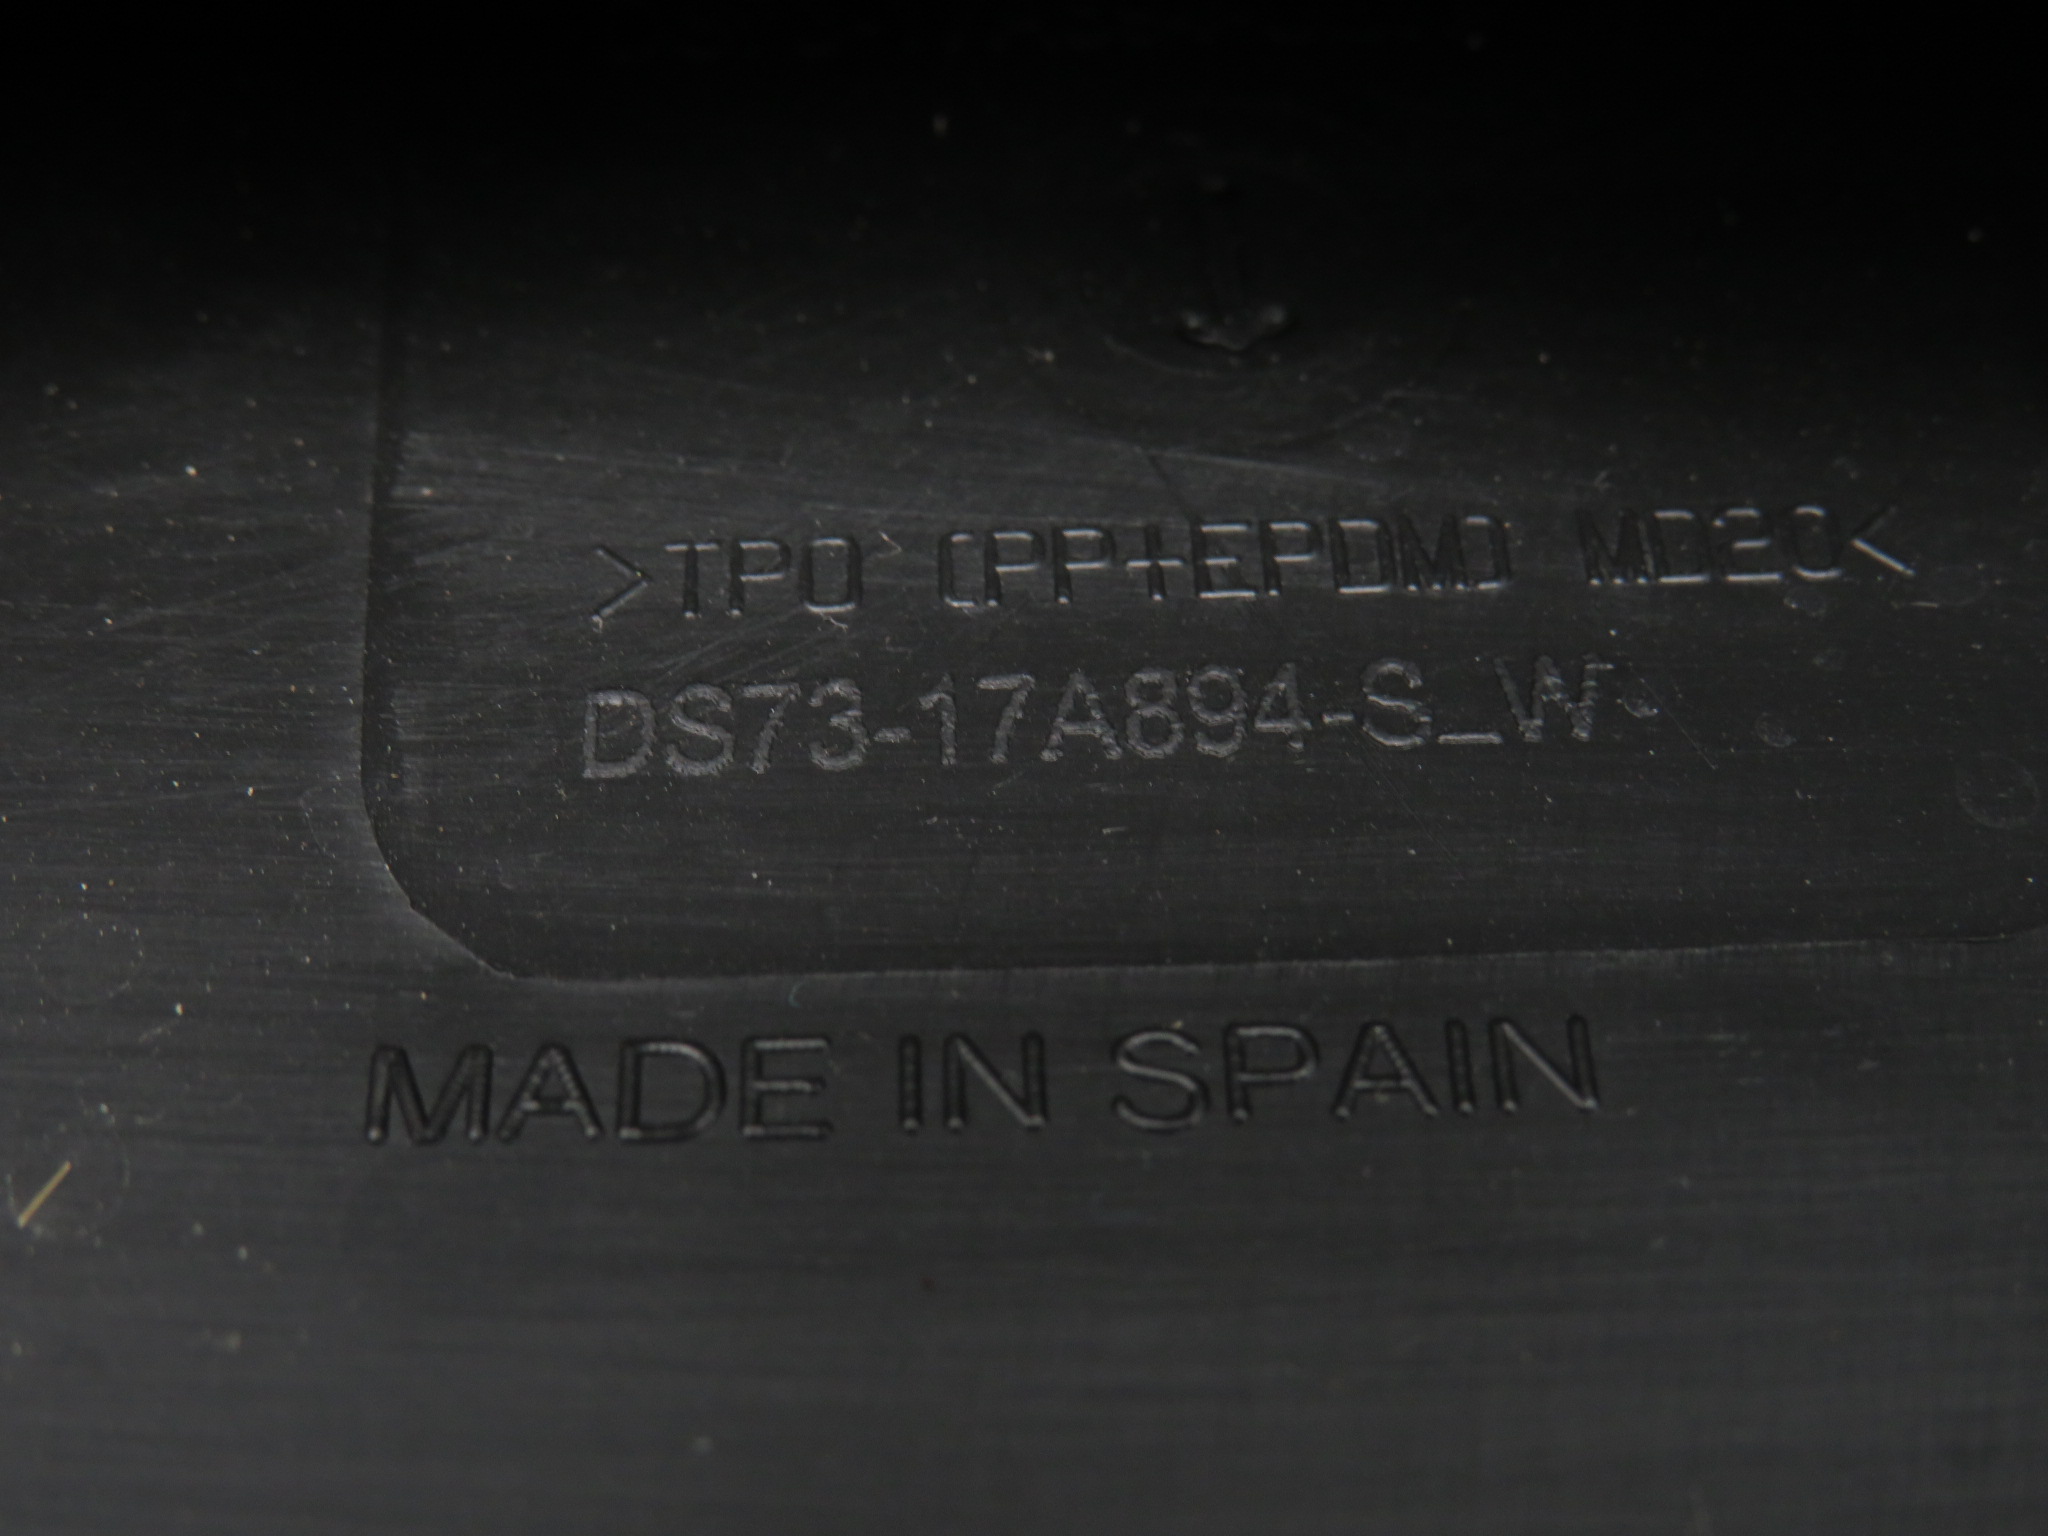 >TPO (PP+EPDM) MD20<
DS73-17A894-S_W
MADE IN SPAIN